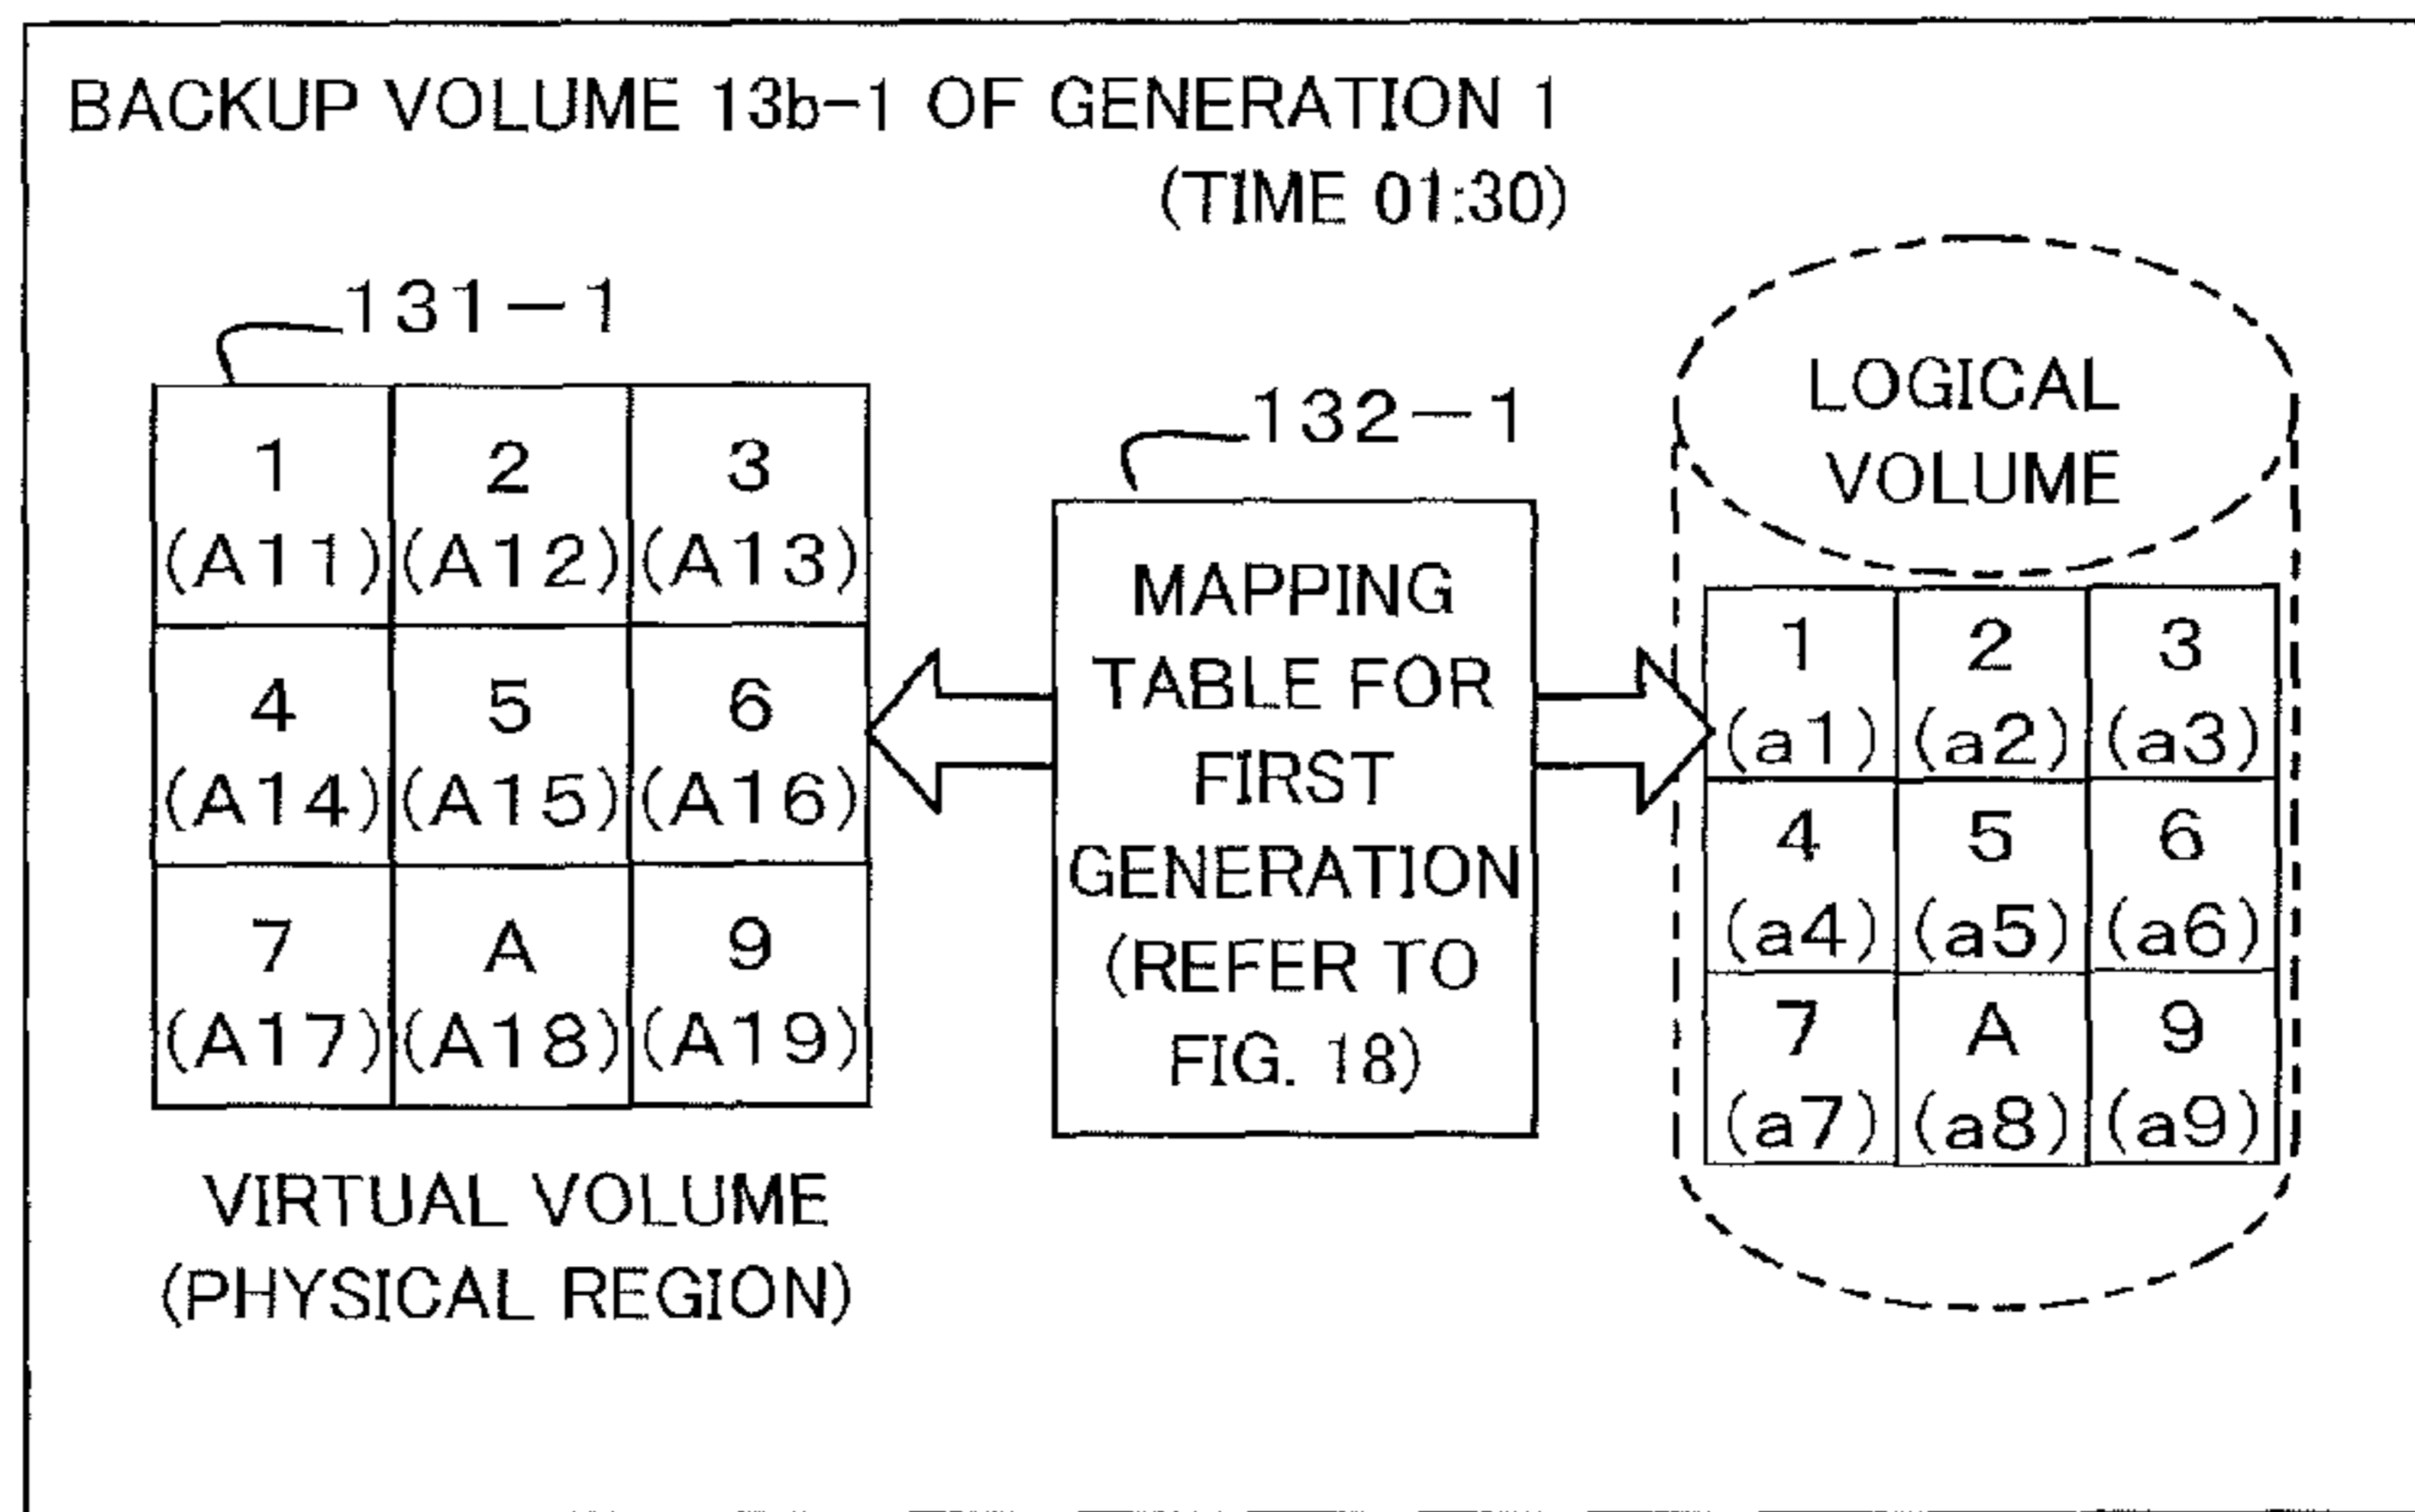 BACKUP VOLUME 13b-1 OF GENERATION 1
(TIME 01:30)
131-1
1 2 3
(A11) (A12) (A13)
4 5 6
(A14) (A15) (A16)
7 A 9
(A17) (A18) (A19)
VIRTUAL VOLUME
(PHYSICAL REGION)
132-1
MAPPING
TABLE FOR
FIRST
GENERATION
(REFER TO
FIG. 18)
LOGICAL
VOLUME
1 2 3
(a1) (a2) (a3)
4 5 6
(a4) (a5) (a6)
7 A 9
(a7) (a8) (a9)